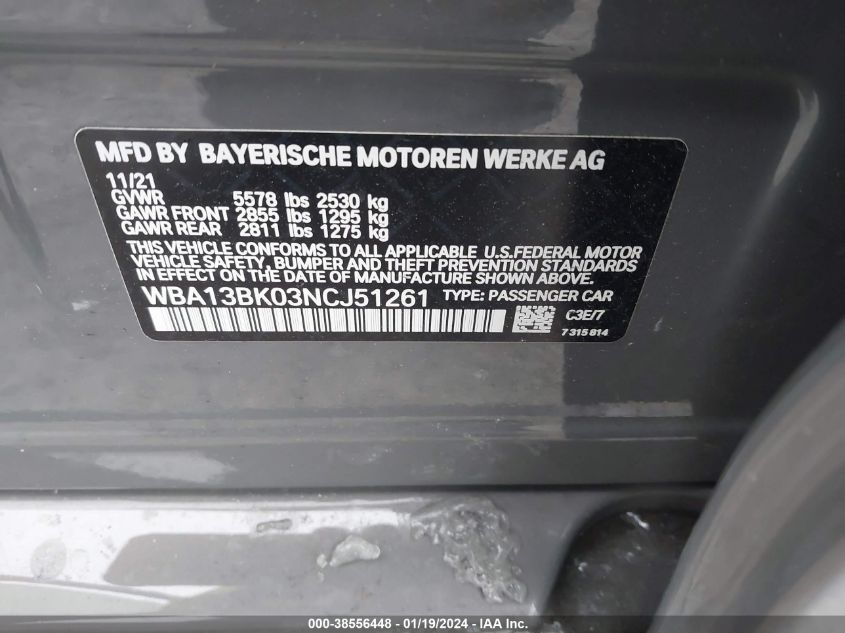 MFD BY BAYERISCHE MOTOREN WERKE AG
11/21
GVWR 5578 lbs 2530 kg
GAWR FRONT 2855 lbs 1295 kg
GAWR REAR 2811 lbs 1275 kg
THIS VEHICLE CONFORMS TO ALL APPLICABLE U.S.FEDERAL MOTOR
VEHICLE SAFETY, BUMPER AND THEFT PREVENTION STANDARDS
IN EFFECT ON THE DATE OF MANUFACTURE SHOWN ABOVE.
WBA13BK03NCJ51261 TYPE: PASSENGER CAR
C3E/7
7315814
000-38556448 - 01/19/2024 - IAA Inc.